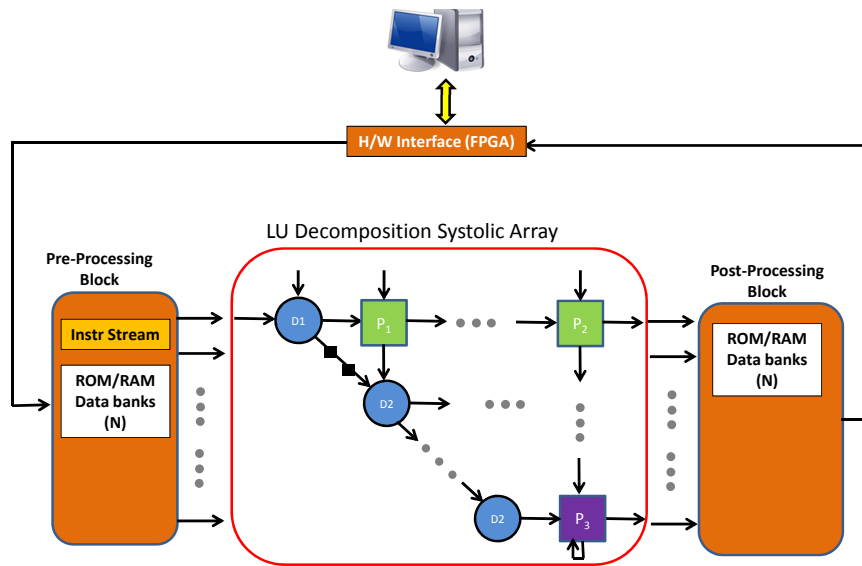 H/W Interface (FPGA)
LU Decomposition Systolic Array
Pre-Processing
Block
Post-Processing
Block
Instr Stream
ROM/RAM
Data banks
(N)
D1
P1
P2
ROM/RAM
Data banks
(N)
D2
D2
P3